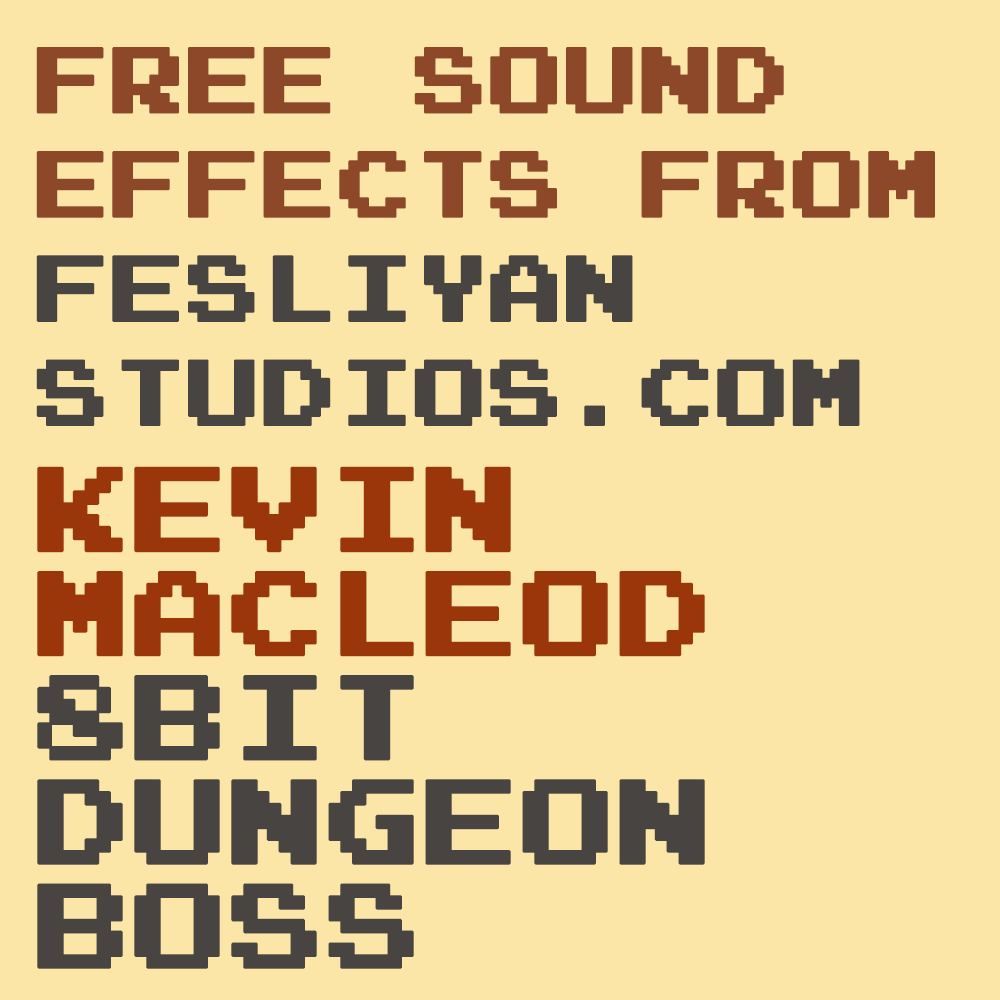 FREE SOUND
EFFECTS FROM
FESLIYAN
STUDIOS.COM
KEVIN
MACLEOD
8BIT
DUNGEON
BOSS